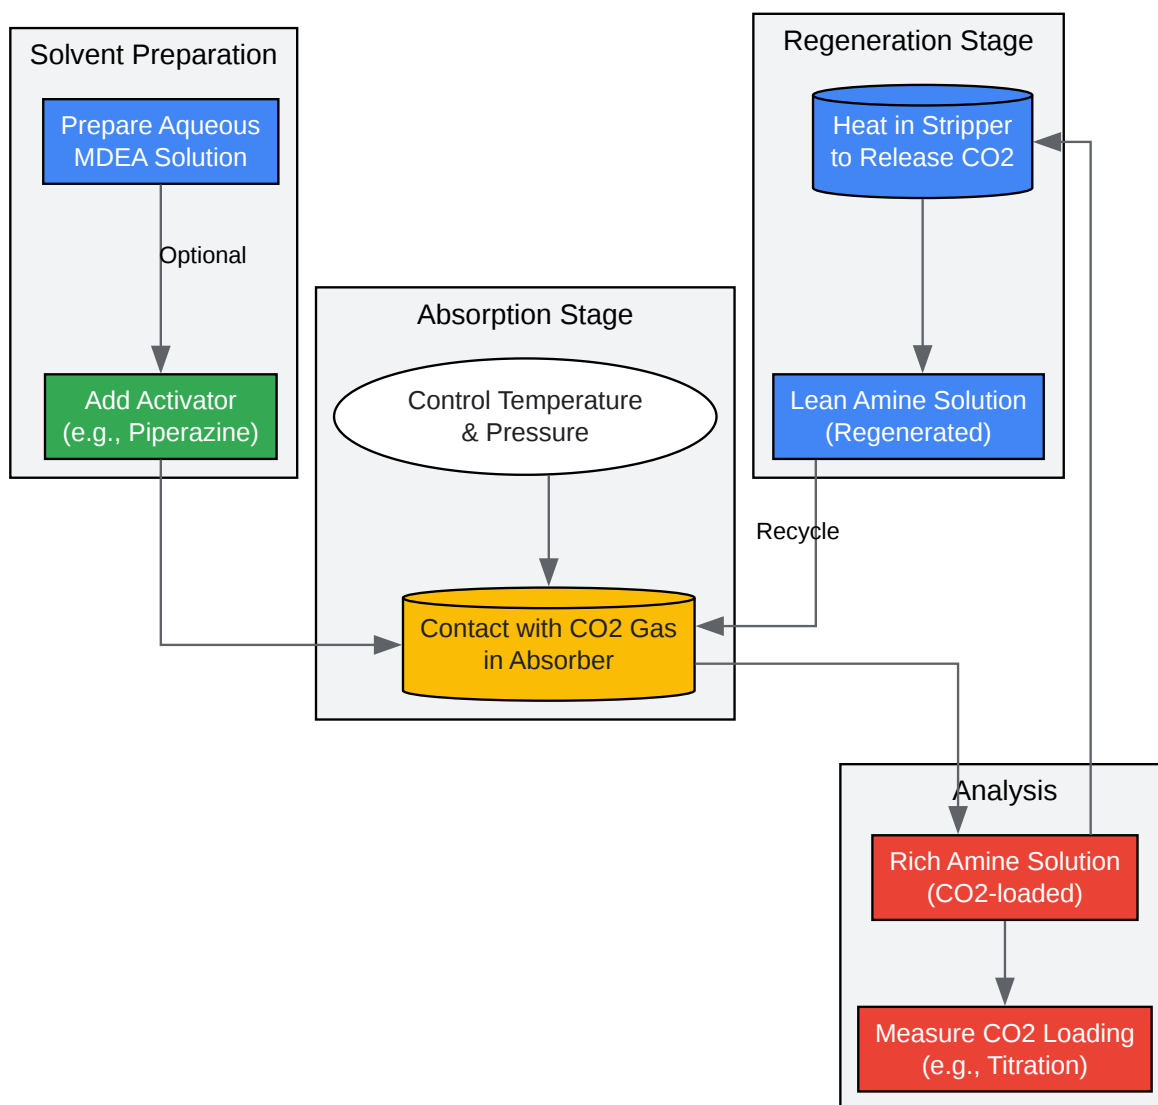 Solvent Preparation
Prepare Aqueous
MDEA Solution
Optional
Add Activator
(e.g., Piperazine)
Absorption Stage
Control Temperature
& Pressure
Contact with CO2 Gas
in Absorber
Regeneration Stage
Heat in Stripper
to Release CO2
Lean Amine Solution
(Regenerated)
Recycle
Analysis
Rich Amine Solution
(CO2-loaded)
Measure CO2 Loading
(e.g., Titration)